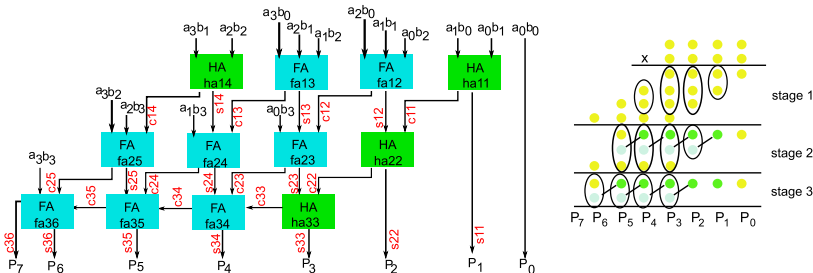 a₃b₀ a₂b₀
a₃b₁ a₂b₂ a₂b₁ a₁b₂ a₁b₁ a₀b₂ a₁b₀ a₀b₁ a₀b₀
HA ha14 FA fa13 FA fa12 HA ha11
a₃b₂ a₂b₃ c14 s14 a₁b₃ c13 a₀b₃ s13 c12 s12 c11
FA fa25 FA fa24 FA fa23 HA ha22
a₃b₃ c25 c35 s25 c24 c34 s24 c23 c33 s23 c22
FA fa36 FA fa35 FA fa34 HA ha33
c36 s36 s35 s34 s33 s22 s11
P₇ P₆ P₅ P₄ P₃ P₂ P₁ P₀
x
stage 1
stage 2
stage 3
P₇ P₆ P₅ P₄ P₃ P₂ P₁ P₀